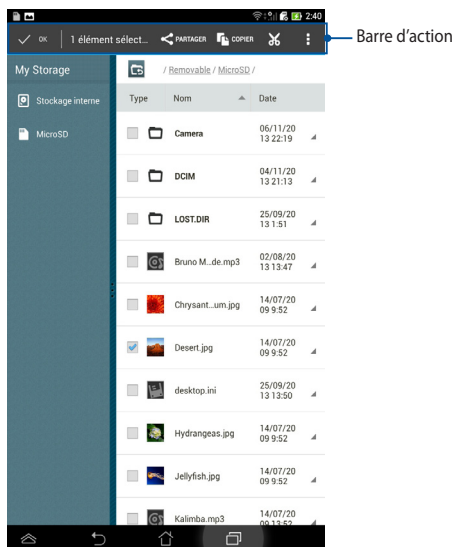 2:40
OK 1 élément sélect... PARTAGER COPIER
Barre d'action
My Storage
/ Removable / MicroSD /
Stockage interne
MicroSD
Type Nom Date
Camera 06/11/20
13 22:19
DCIM 04/11/20
13 21:13
LOST.DIR 25/09/20
13 1:51
Bruno M...de.mp3 02/08/20
13 13:47
Chrysant...um.jpg 14/07/20
09 9:52
Desert.jpg 14/07/20
09 9:52
desktop.ini 25/09/20
13 13:50
Hydrangeas.jpg 14/07/20
09 9:52
Jellyfish.jpg 14/07/20
09 9:52
Kalimba.mp3 14/07/20
09 13:52